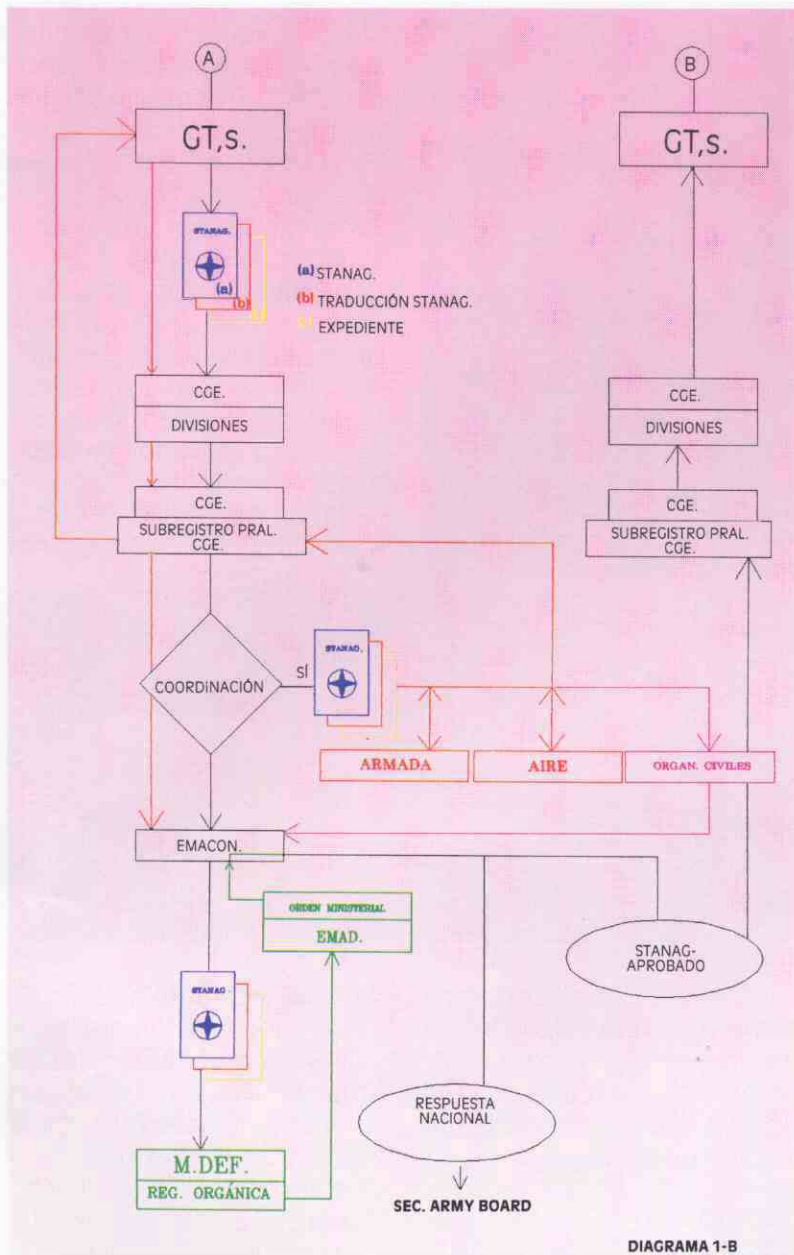 A
GT,s.
STANAG.
(a)
(b)
(a) STANAG.
(b) TRADUCCIÓN STANAG.
EXPEDIENTE
CGE.
DIVISIONES
CGE.
SUBREGISTRO PRAL.
CGE.
COORDINACIÓN
SÍ
STANAG.
ARMADA
AIRE
ORGAN. CIVILES
EMACON.
ORDEN MINISTERIAL
EMAD.
STANAG.
M.DEF.
REG. ORGÁNICA
B
GT,s.
CGE.
DIVISIONES
CGE.
SUBREGISTRO PRAL.
CGE.
STANAG-
APROBADO
RESPUESTA
NACIONAL
SEC. ARMY BOARD
DIAGRAMA 1-B